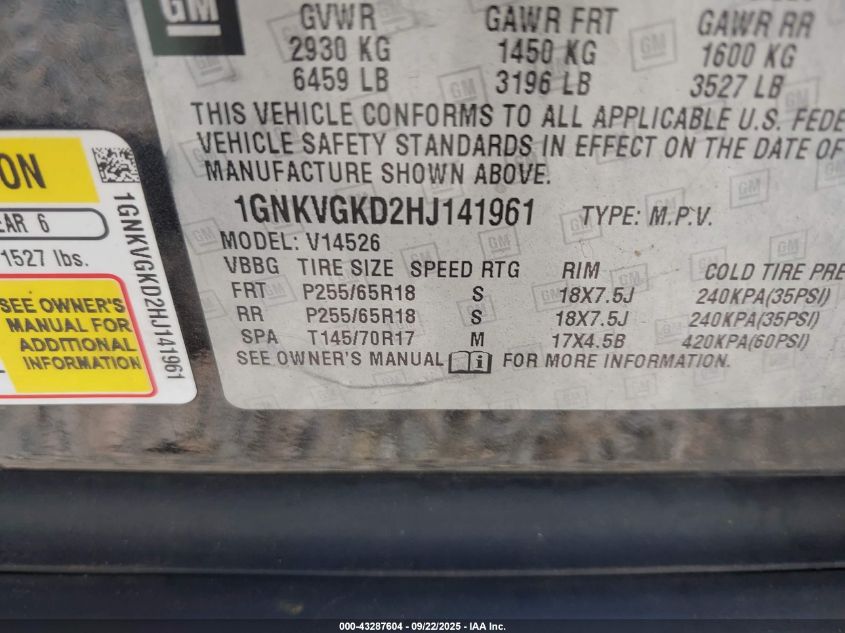 GM
GVWR GAWR FRT GAWR RR
2930 KG 1450 KG 1600 KG
6459 LB 3196 LB 3527 LB
THIS VEHICLE CONFORMS TO ALL APPLICABLE U.S. FEDE
VEHICLE SAFETY STANDARDS IN EFFECT ON THE DATE OF
MANUFACTURE SHOWN ABOVE.
1GNKVGKD2HJ141961 TYPE: M.P.V.
MODEL: V14526
VBBG TIRE SIZE SPEED RTG RIM COLD TIRE PRE
FRT P255/65R18 S 18X7.5J 240KPA(35PSI)
RR P255/65R18 S 18X7.5J 240KPA(35PSI)
SPA T145/70R17 M 17X4.5B 420KPA(60PSI)
SEE OWNER'S MANUAL FOR MORE INFORMATION.
ON
EAR 6
1527 lbs.
SEE OWNER'S
MANUAL FOR
ADDITIONAL
INFORMATION
1GNKVGKD2HJ141961
000-43287604 - 09/22/2025 - IAA Inc.